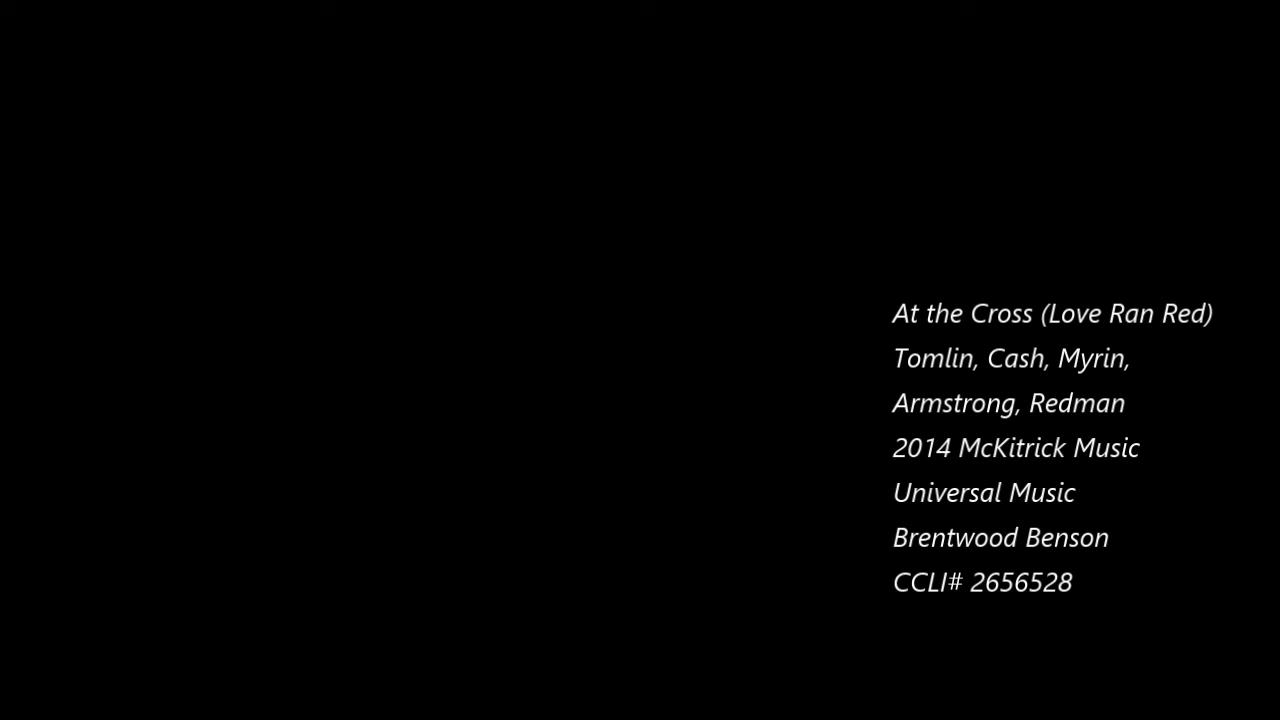 At the Cross (Love Ran Red)
Tomlin, Cash, Myrin,
Armstrong, Redman
2014 McKitrick Music
Universal Music
Brentwood Benson
CCLI# 2656528